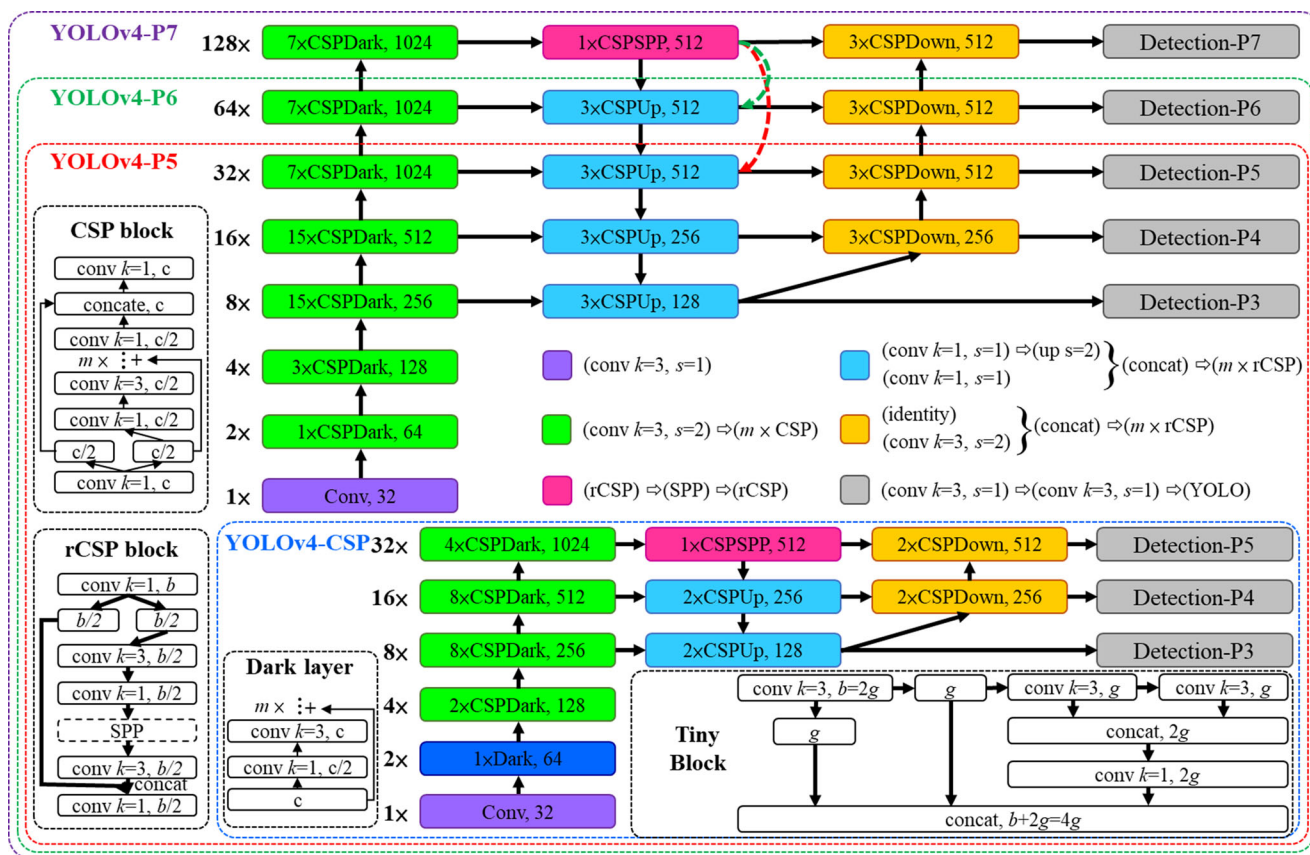 YOLOv4-P7
128×
7×CSPDark, 1024
1×CSPSPP, 512
3×CSPDown, 512
Detection-P7
YOLOv4-P6
64×
7×CSPDark, 1024
3×CSPUp, 512
3×CSPDown, 512
Detection-P6
YOLOv4-P5
32×
7×CSPDark, 1024
3×CSPUp, 512
3×CSPDown, 512
Detection-P5
16×
15×CSPDark, 512
3×CSPUp, 256
3×CSPDown, 256
Detection-P4
8×
15×CSPDark, 256
3×CSPUp, 128
Detection-P3
4×
3×CSPDark, 128
2×
1×CSPDark, 64
1×
Conv, 32
CSP block
conv k=1, c
concate, c
conv k=1, c/2
m × ⋮+
conv k=3, c/2
conv k=1, c/2
c/2
c/2
conv k=1, c
(conv k=3, s=1)
(conv k=3, s=2) ⇨(m × CSP)
(rCSP) ⇨(SPP) ⇨(rCSP)
(conv k=1, s=1) ⇨(up s=2)
(conv k=1, s=1)
}(concat) ⇨(m × rCSP)
(identity)
(conv k=3, s=2)
}(concat) ⇨(m × rCSP)
(conv k=3, s=1) ⇨(conv k=3, s=1) ⇨(YOLO)
rCSP block
conv k=1, b
b/2
b/2
conv k=3, b/2
conv k=1, b/2
SPP
conv k=3, b/2
concat
conv k=1, b/2
YOLOv4-CSP
32×
4×CSPDark, 1024
1×CSPSPP, 512
2×CSPDown, 512
Detection-P5
16×
8×CSPDark, 512
2×CSPUp, 256
2×CSPDown, 256
Detection-P4
8×
8×CSPDark, 256
2×CSPUp, 128
Detection-P3
4×
2×CSPDark, 128
2×
1×Dark, 64
1×
Conv, 32
Dark layer
m × ⋮+
conv k=3, c
conv k=1, c/2
c
Tiny
Block
conv k=3, b=2g
g
conv k=3, g
conv k=3, g
g
concat, 2g
conv k=1, 2g
concat, b+2g=4g